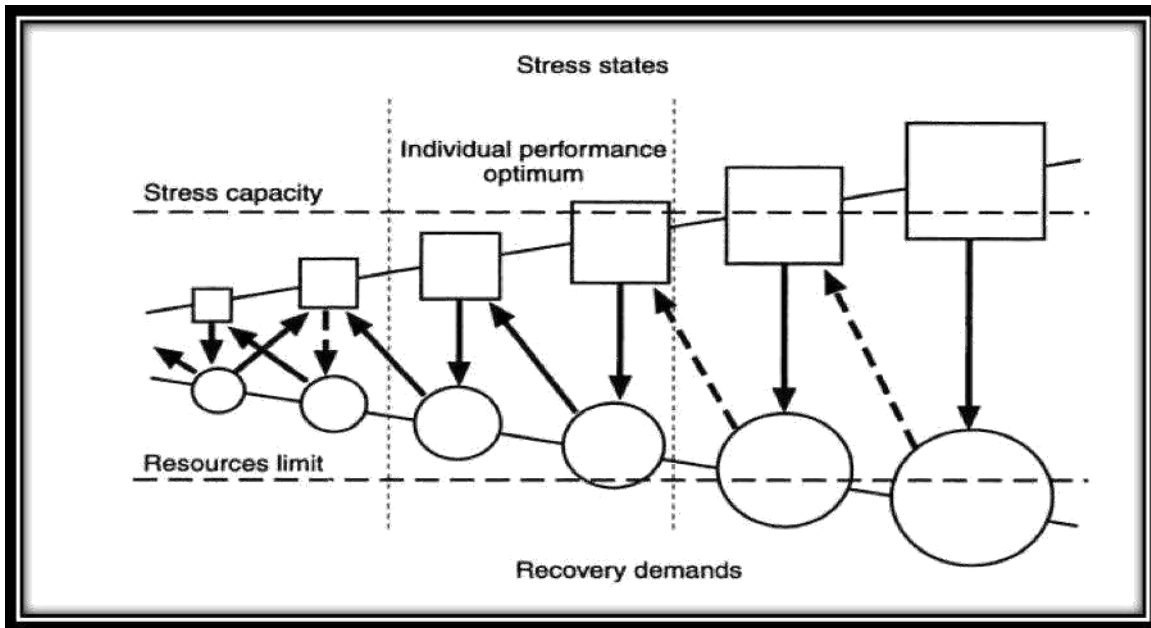 Stress states
Individual performance
optimum
Stress capacity
Resources limit
Recovery demands